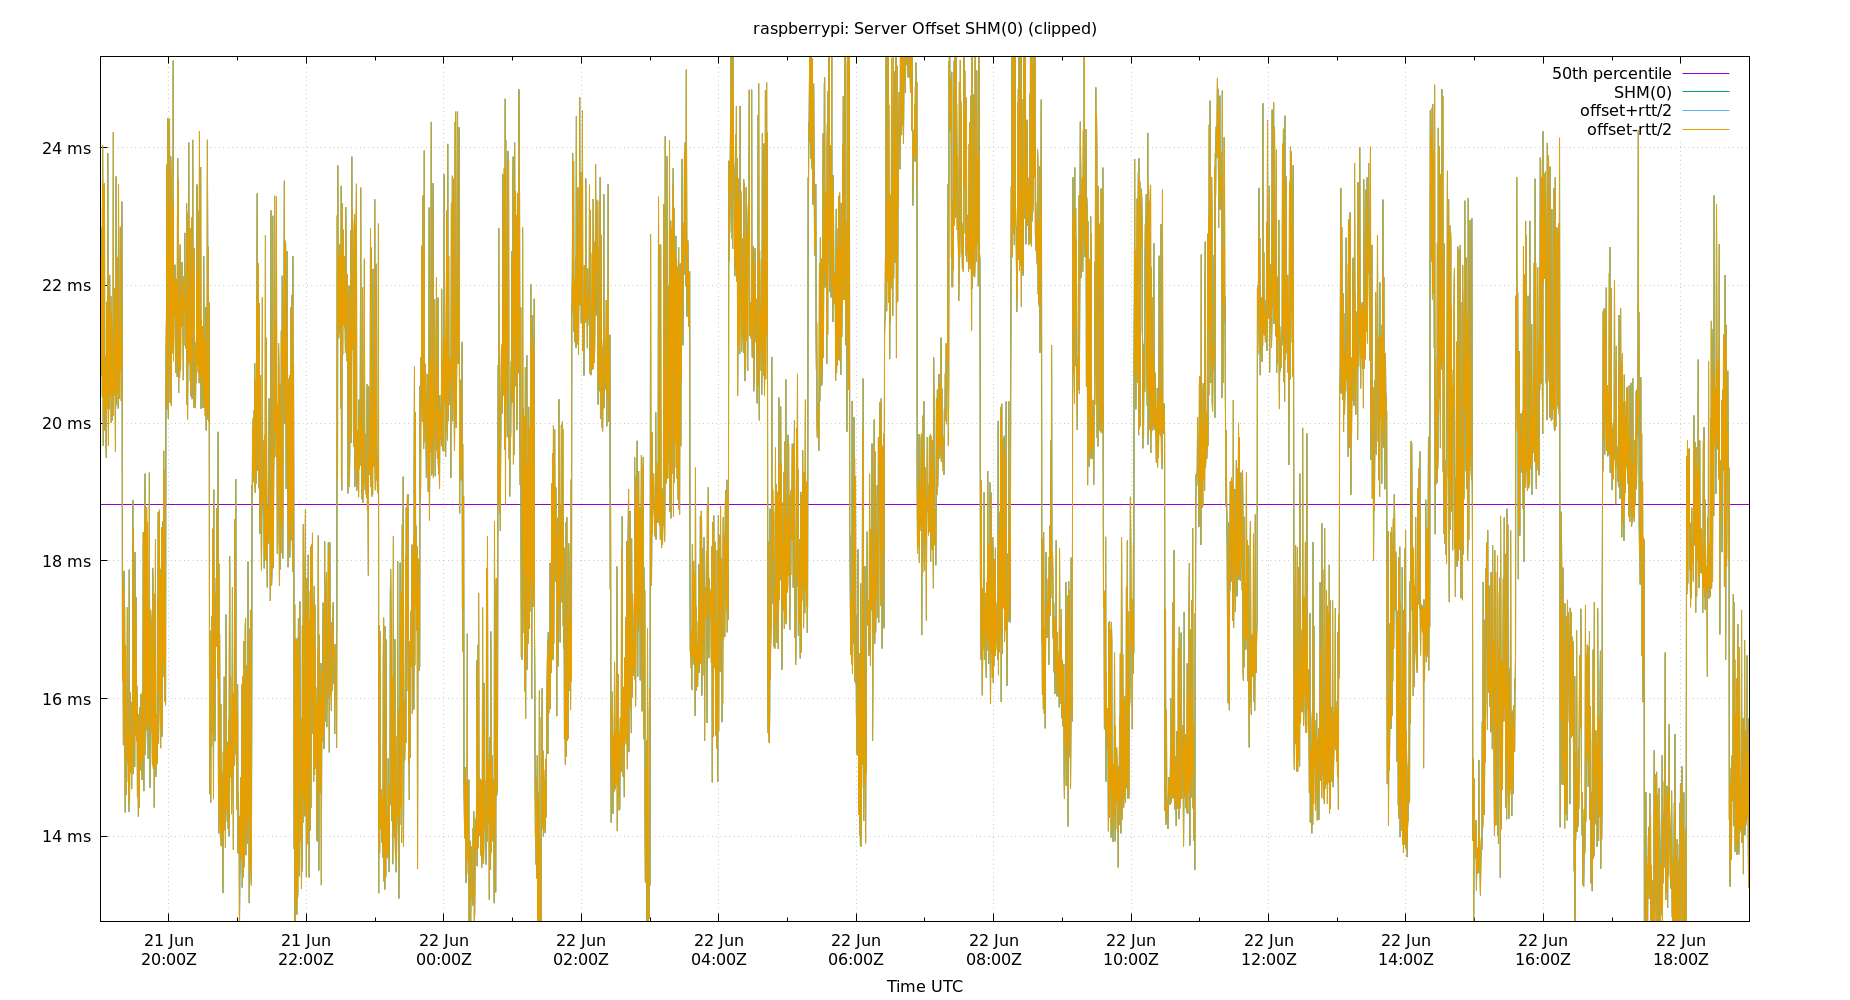 raspberrypi: Server Offset SHM(0) (clipped)
50th percentile
SHM(0)
offset+rtt/2
offset-rtt/2
24 ms
22 ms
20 ms
18 ms
16 ms
14 ms
21 Jun 21 Jun 22 Jun 22 Jun 22 Jun 22 Jun 22 Jun 22 Jun 22 Jun 22 Jun 22 Jun 22 Jun
20:00Z 22:00Z 00:00Z 02:00Z 04:00Z 06:00Z 08:00Z 10:00Z 12:00Z 14:00Z 16:00Z 18:00Z
Time UTC